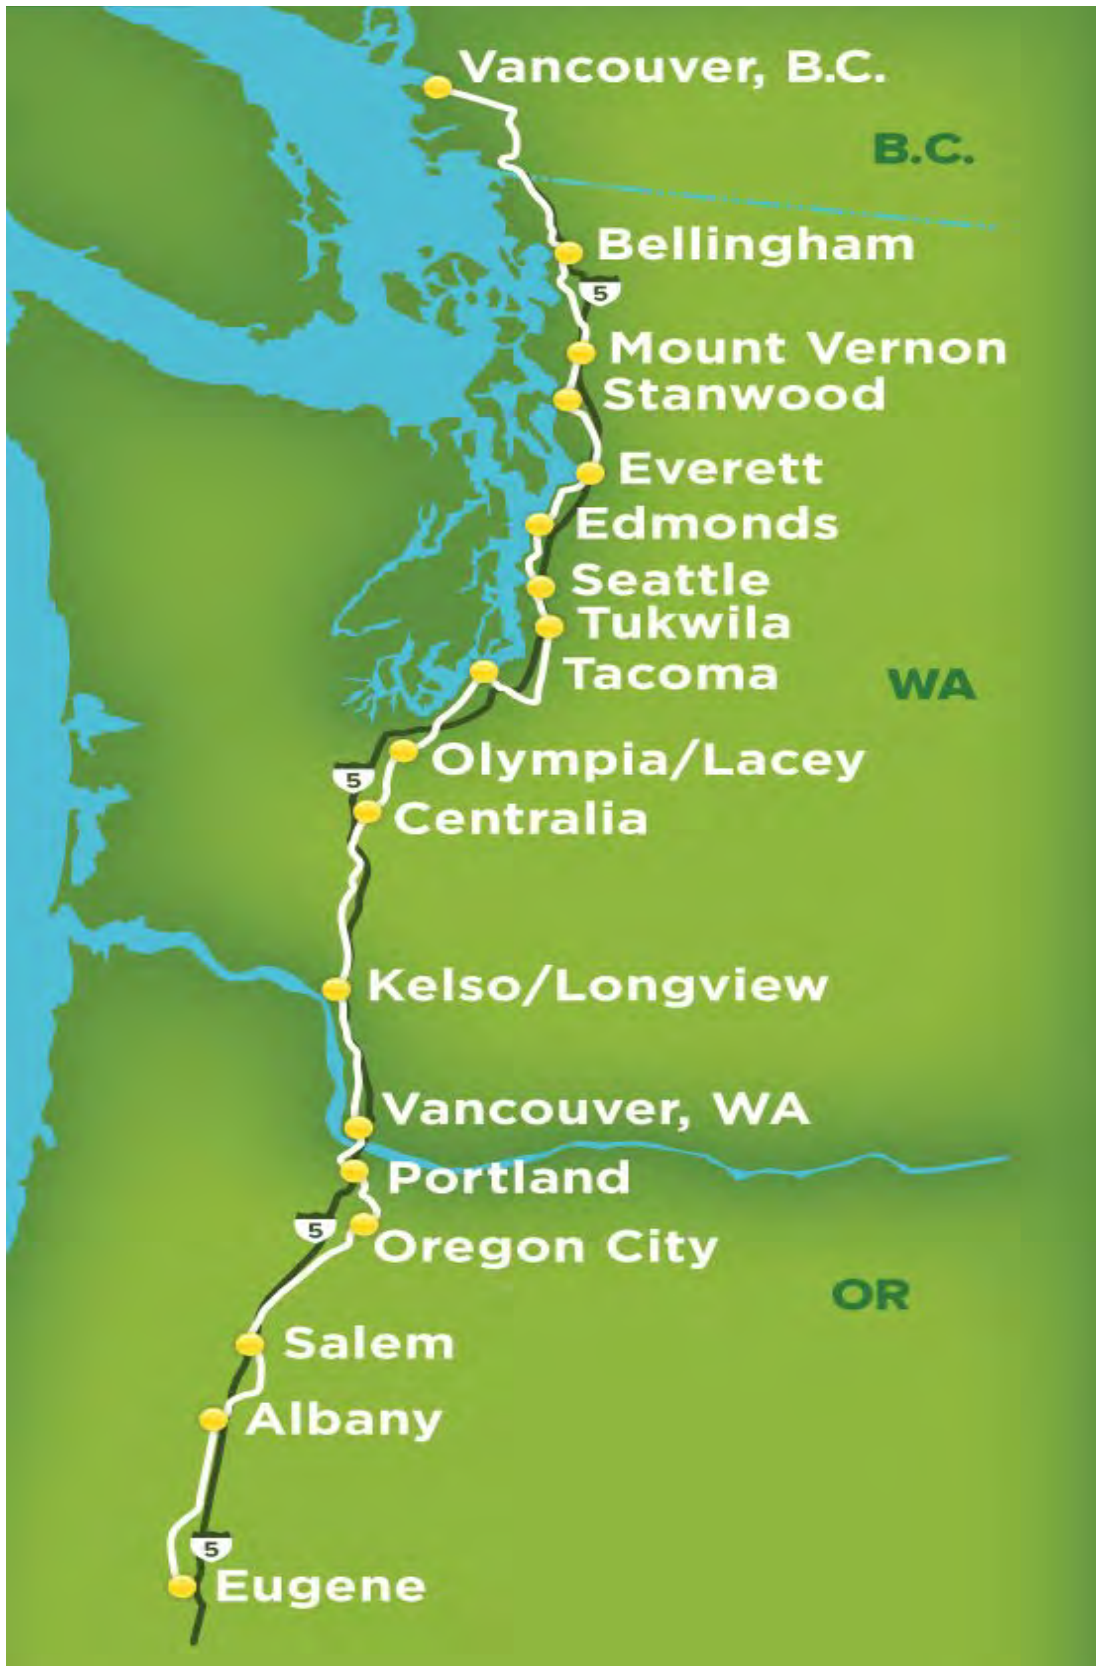 Vancouver, B.C.
B.C.
Bellingham
5
Mount Vernon
Stanwood
Everett
Edmonds
Seattle
Tukwila
Tacoma
WA
Olympia/Lacey
5
Centralia
Kelso/Longview
Vancouver, WA
Portland
5
Oregon City
OR
Salem
Albany
5
Eugene